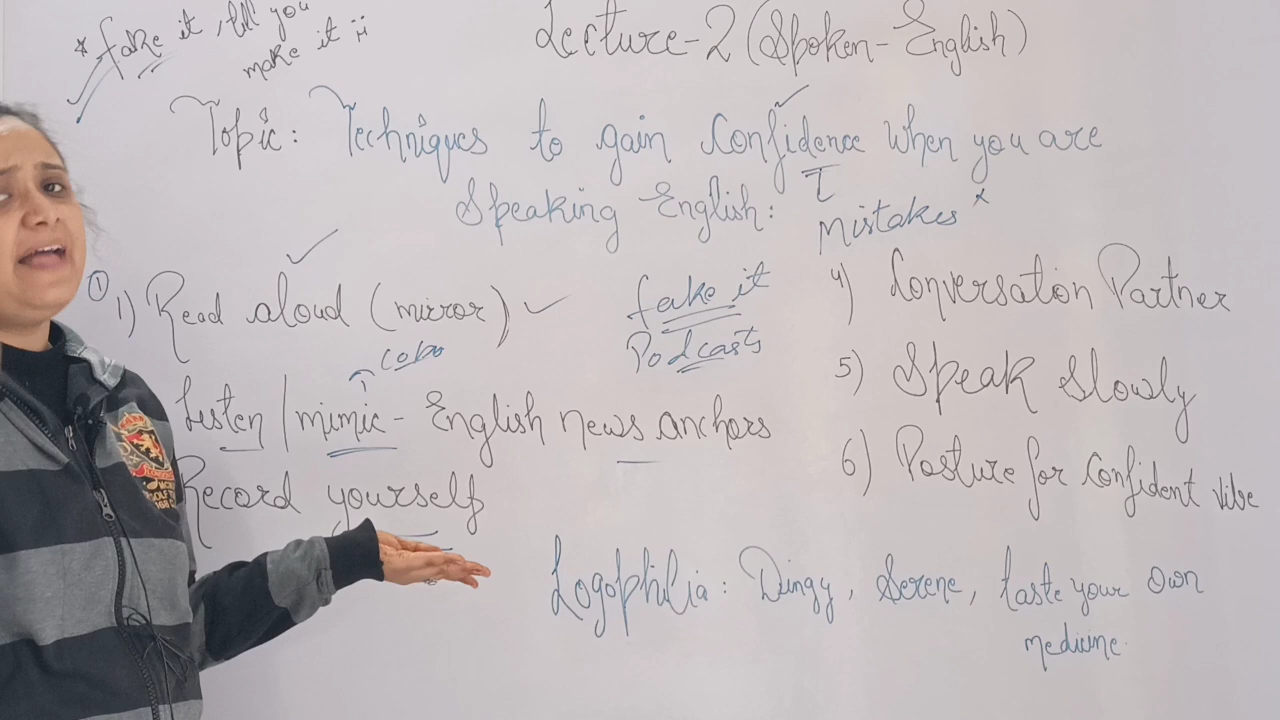 * fake it till you
make it
Lecture-2 (Spoken-English)
Topic: Techniques to gain Confidence when you are
Speaking English:
mistakes x
① 1) Read aloud (mirror)
fake it
Podcasts
Listen / mimic - English news anchors
Record yourself
4) Conversation Partner
5) Speak Slowly
6) Posture for Confident Vibe
Logophilia: Dingy, Serene, taste your own
medicine.